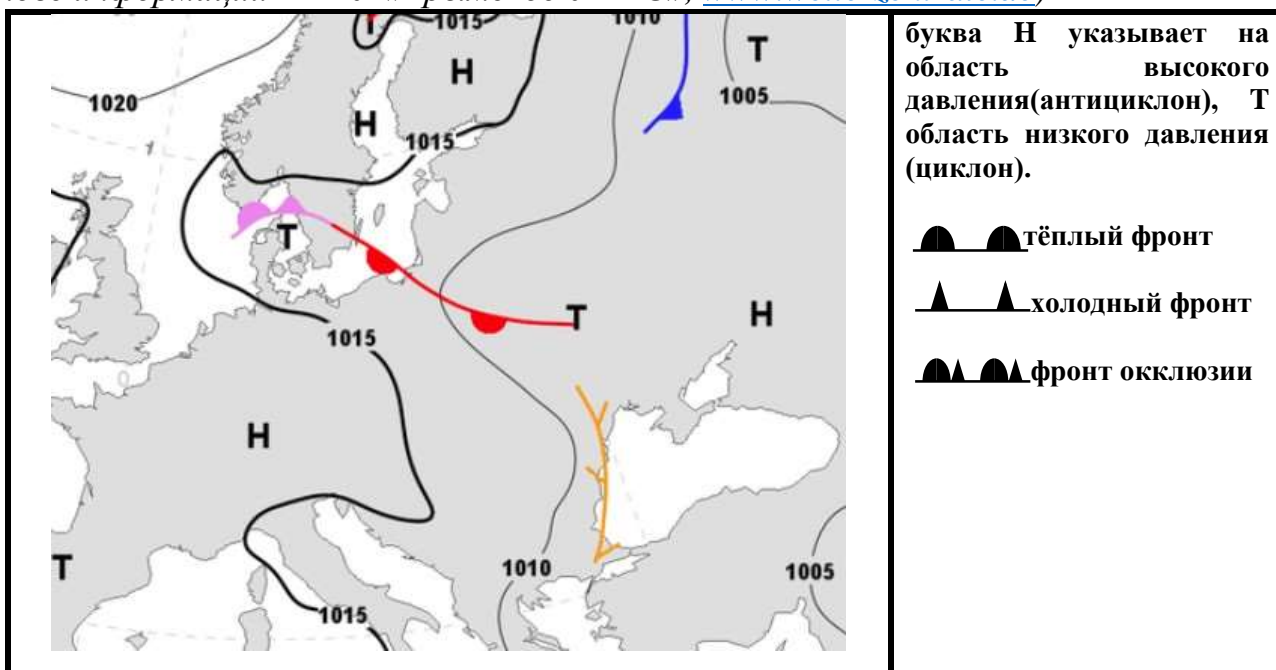 1015
1010
T
H
T
1020
1005
H
1015
T
T
H
1015
H
T
1010
1005
1015
буква Н указывает на
область высокого
давления(антициклон), Т
область низкого давления
(циклон).
тёплый фронт
холодный фронт
фронт окклюзии